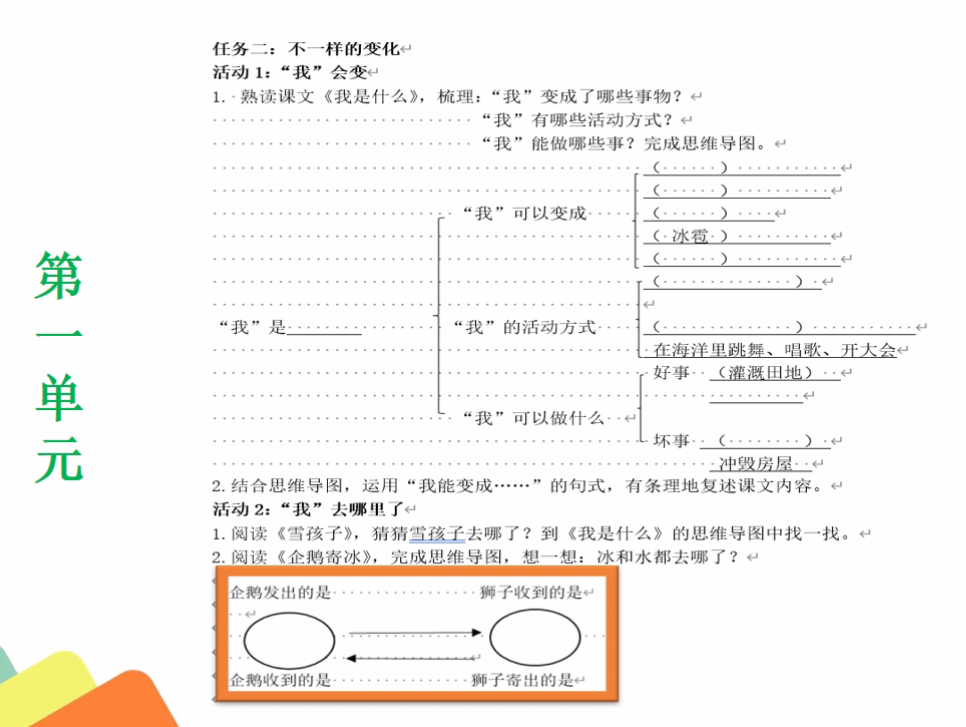 第一单元
任务二：不一样的变化
活动 1：“我”会变
1. 熟读课文《我是什么》，梳理：“我”变成了哪些事物？
“我”有哪些活动方式？
“我”能做哪些事？完成思维导图。
（ ）
（ ）
“我”可以变成 （ ）
（ 冰雹 ）
（ ）
（ ）
“我”是 “我”的活动方式 （ ）
在海洋里跳舞、唱歌、开大会
好事 （灌溉田地）
“我”可以做什么
坏事 （ ）
冲毁房屋
2. 结合思维导图，运用“我能变成……”的句式，有条理地复述课文内容。
活动 2：“我”去哪里了
1. 阅读《雪孩子》，猜猜雪孩子去哪了？到《我是什么》的思维导图中找一找。
2. 阅读《企鹅寄冰》，完成思维导图，想一想：冰和水都去哪了？
企鹅发出的是 狮子收到的是
企鹅收到的是 狮子寄出的是